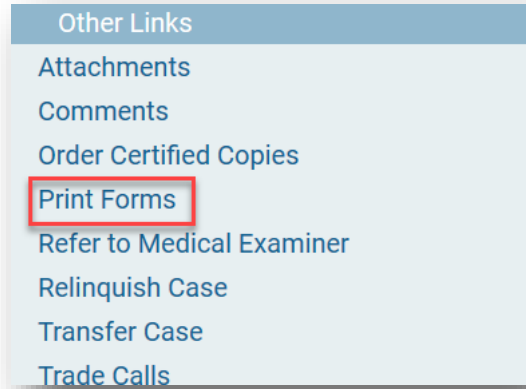 Other Links
Attachments
Comments
Order Certified Copies
Print Forms
Refer to Medical Examiner
Relinquish Case
Transfer Case
Trade Calls